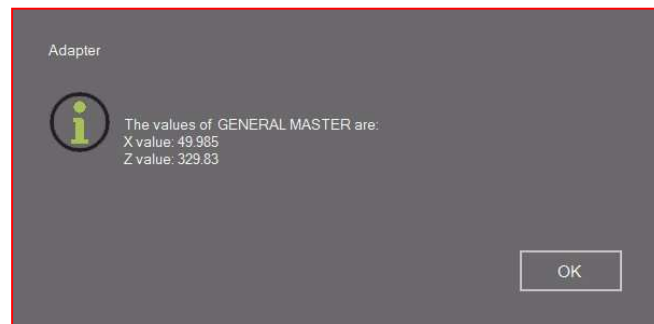 Adapter
The values of GENERAL MASTER are:
X value: 49.985
Z value: 329.83
OK